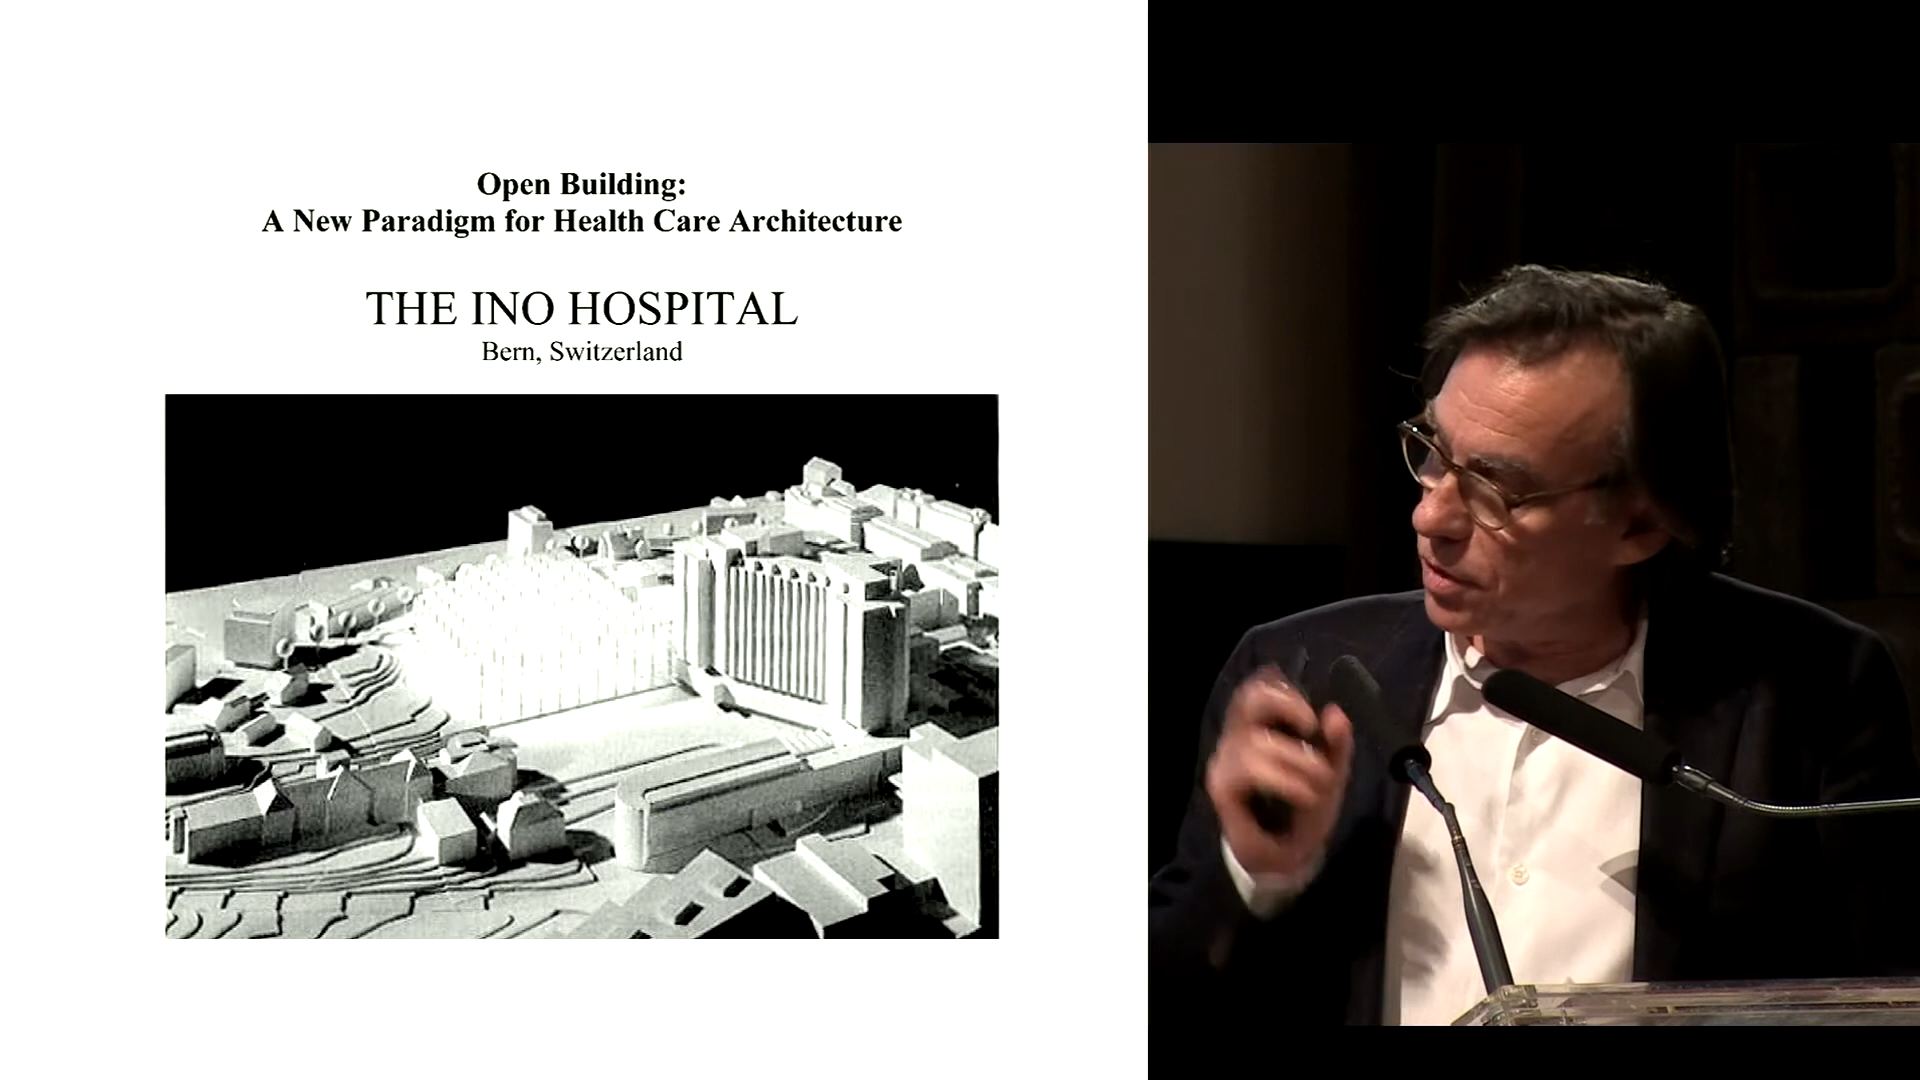 Open Building:
A New Paradigm for Health Care Architecture
THE INO HOSPITAL
Bern, Switzerland